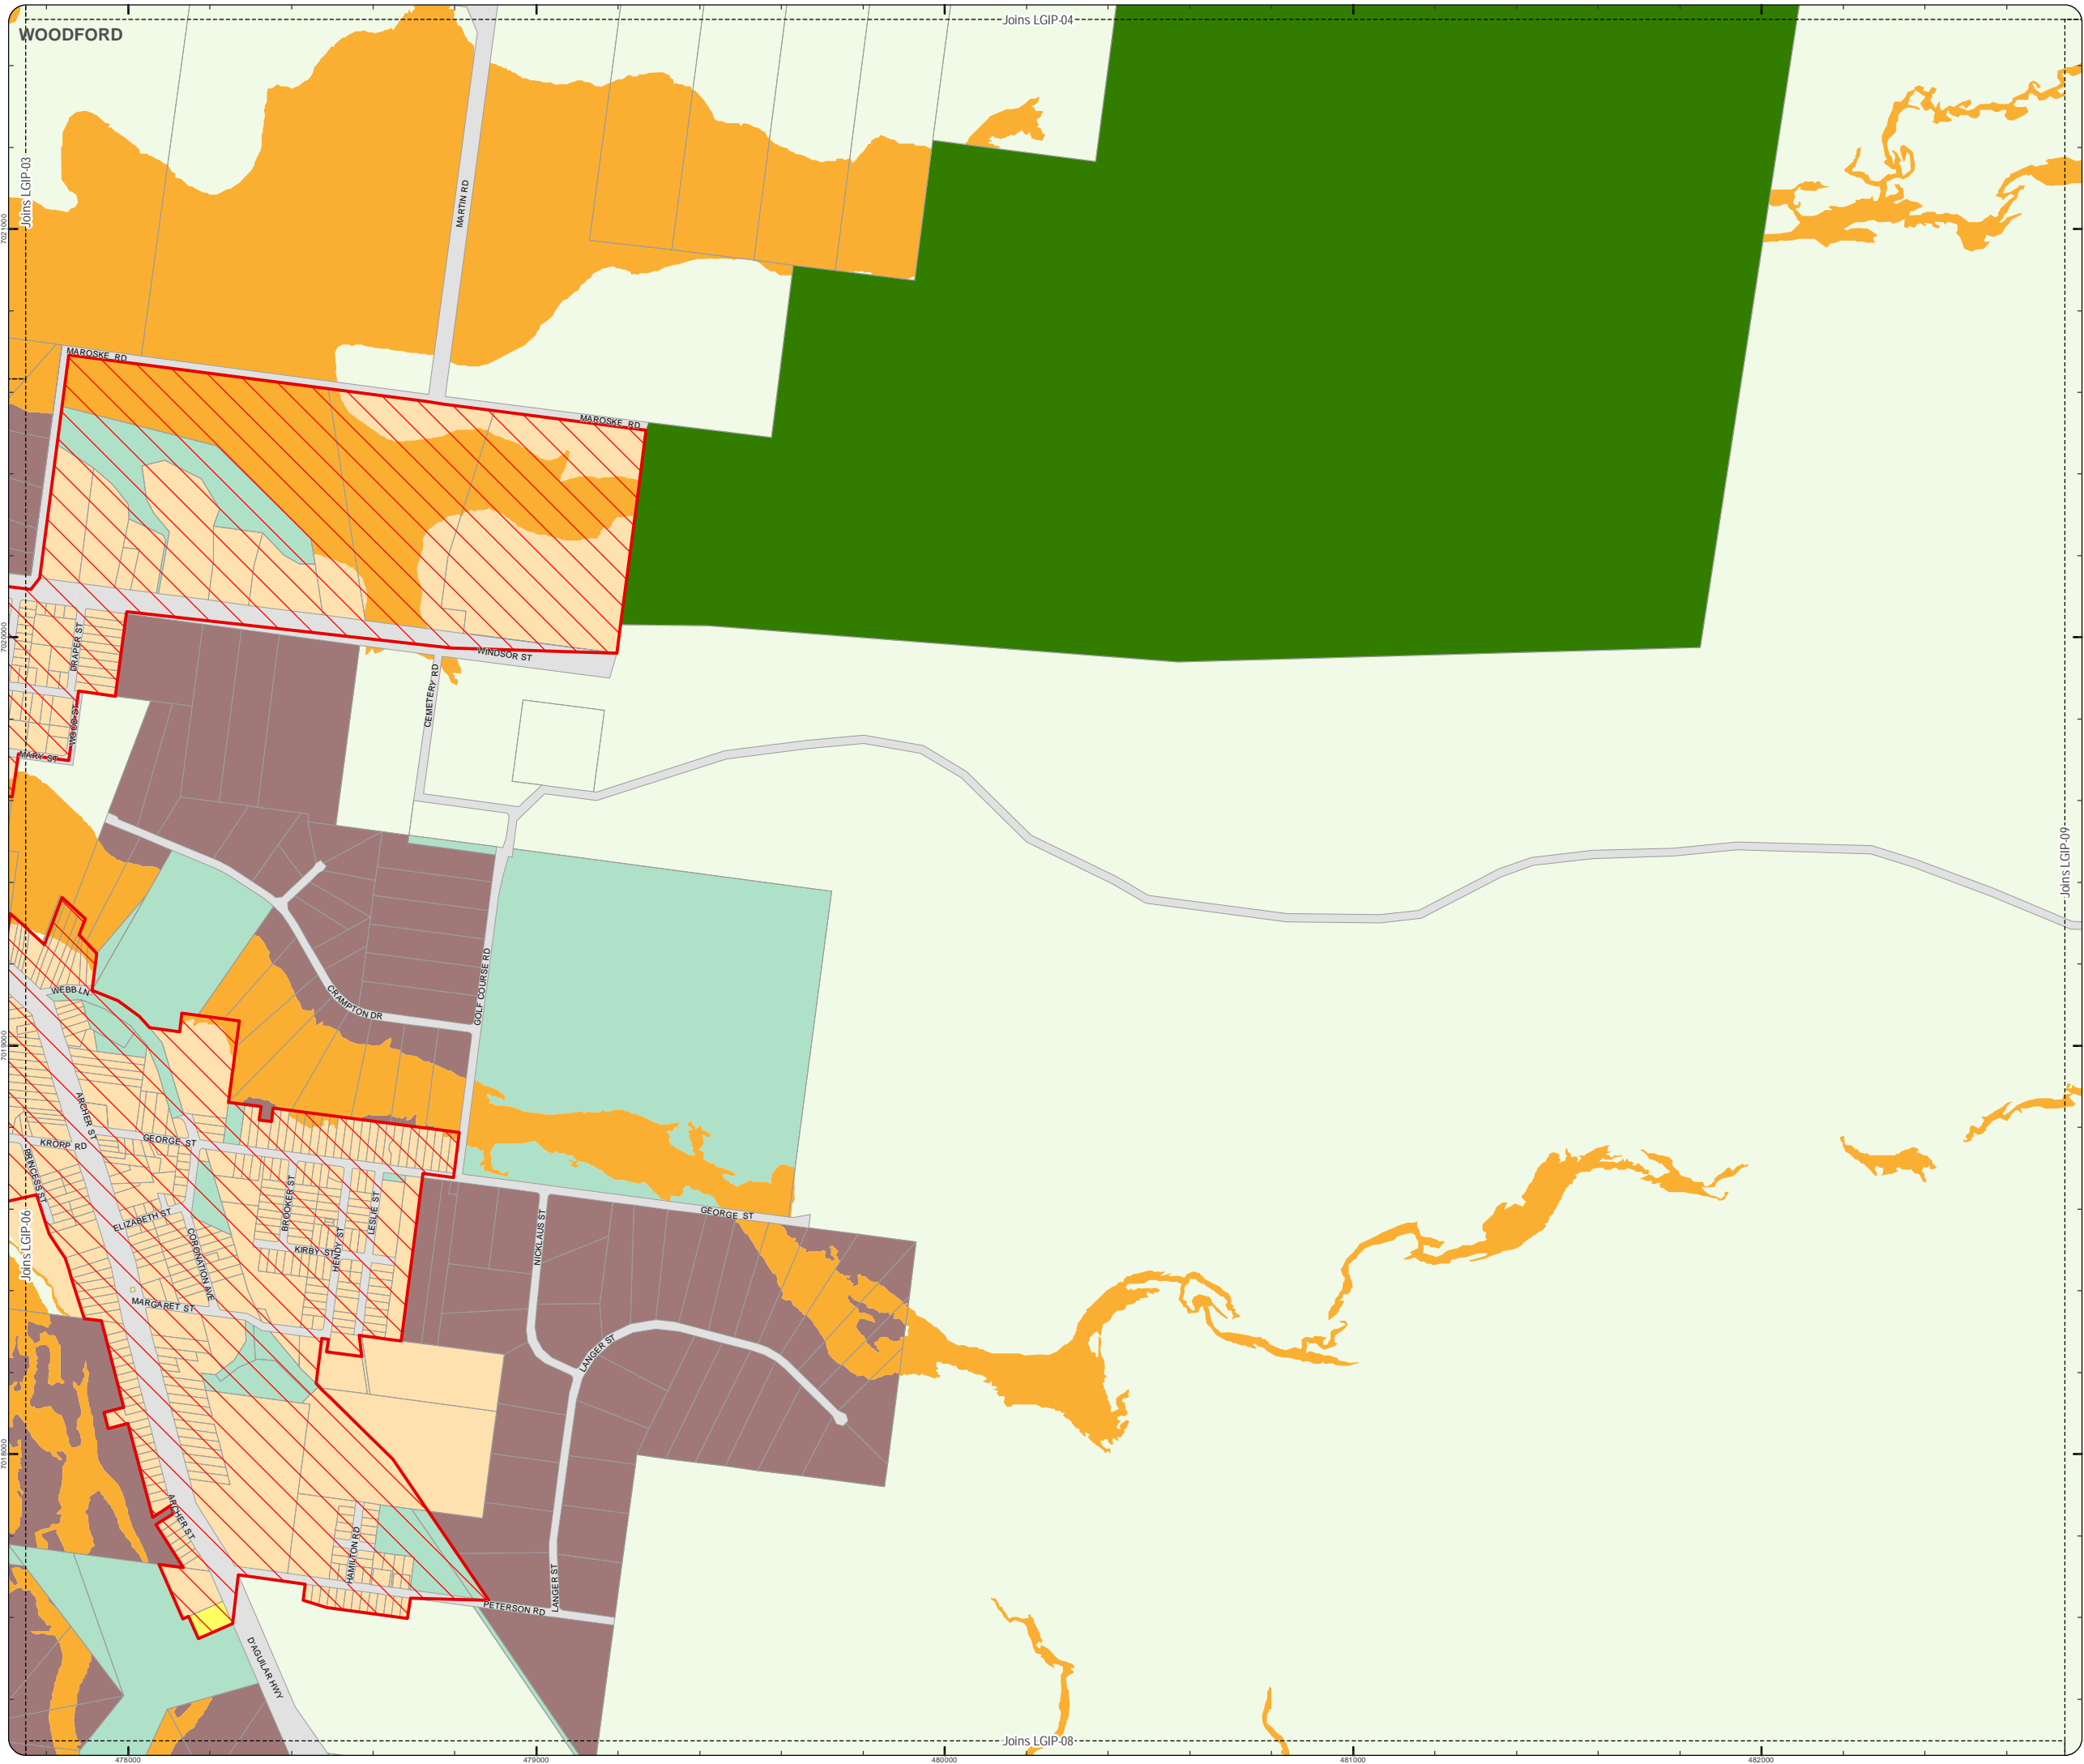 Joins LGIP-04
WOODFORD
Joins LGIP-03
MARTIN RD
7021000
MAROSKE RD
MAROSKE RD
7020000
DRAPER ST
WINDSOR ST
CEMETERY RD
WOOD ST
MARY ST
Joins LGIP-09
GOLF COURSE RD
WEBB LN
CRAMPTON DR
7019000
ARCHER ST
GEORGE ST
KROPP RD
PRINCESS ST
BROOKER ST
LESLIE ST
GEORGE ST
ELIZABETH ST
NICKLAUS ST
Joins LGIP-06
CORONATION AVE
HENDY ST
KIRBY ST
MARGARET ST
LANGER ST
7018000
ARCHER ST
HAMILTON RD
LANGER ST
PETERSON RD
D'AGUILAR HWY
Joins LGIP-08
478000
479000
480000
481000
482000